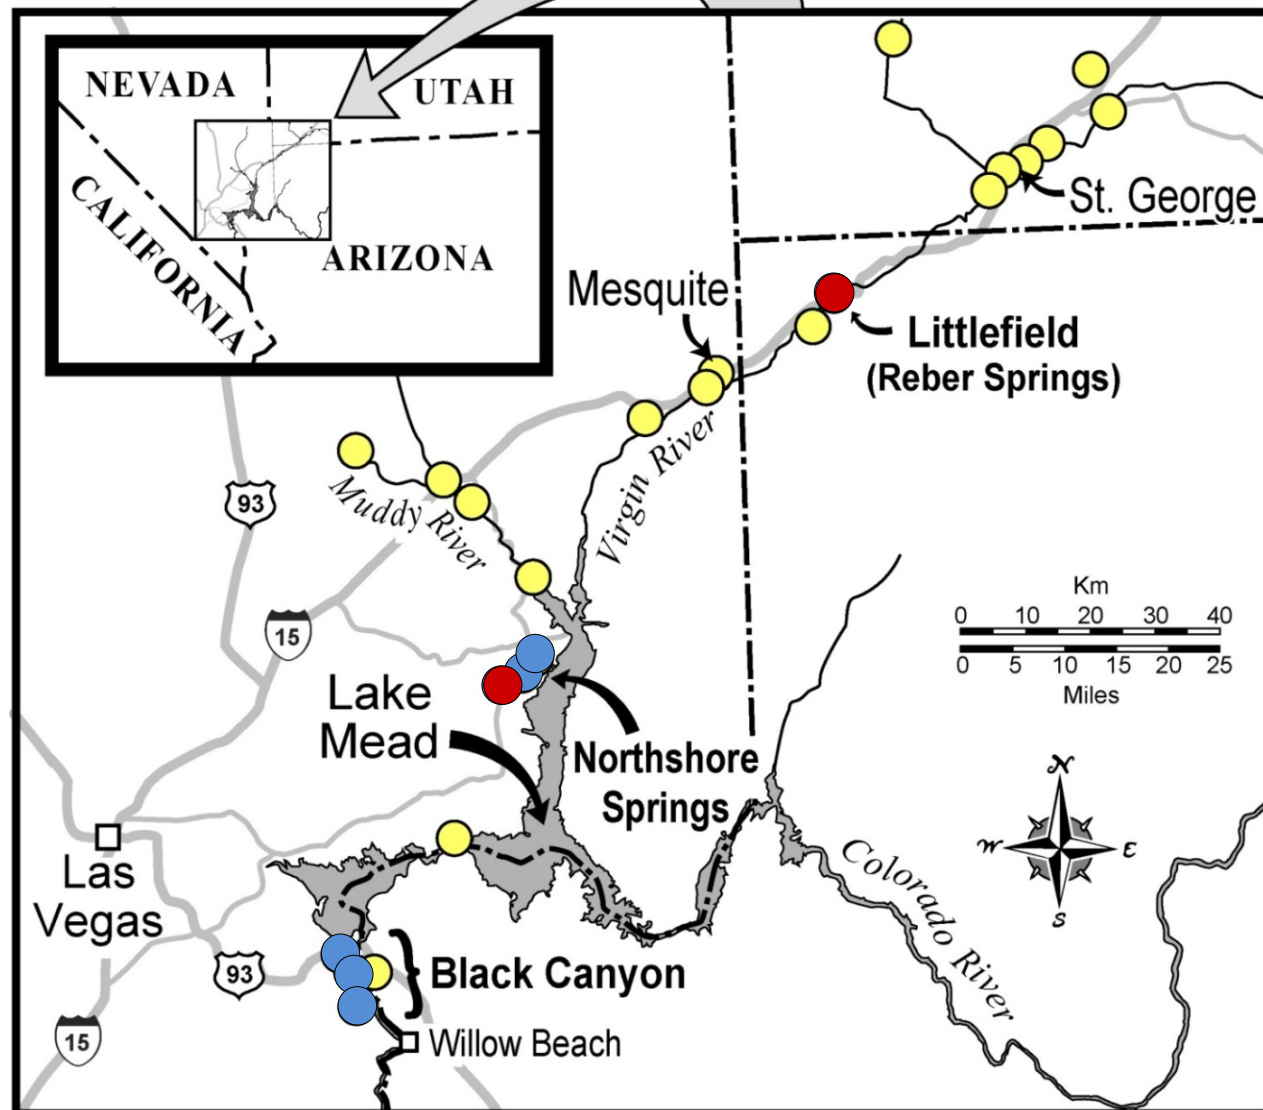 NEVADA
UTAH
CALIFORNIA
ARIZONA
St. George
Mesquite
Littlefield
(Reber Springs)
Virgin River
Muddy River
93
15
Km
0 10 20 30 40
0 5 10 15 20 25
Miles
Lake
Mead
Northshore
Springs
N
W E
S
Las
Vegas
Colorado River
93
Black Canyon
15
Willow Beach